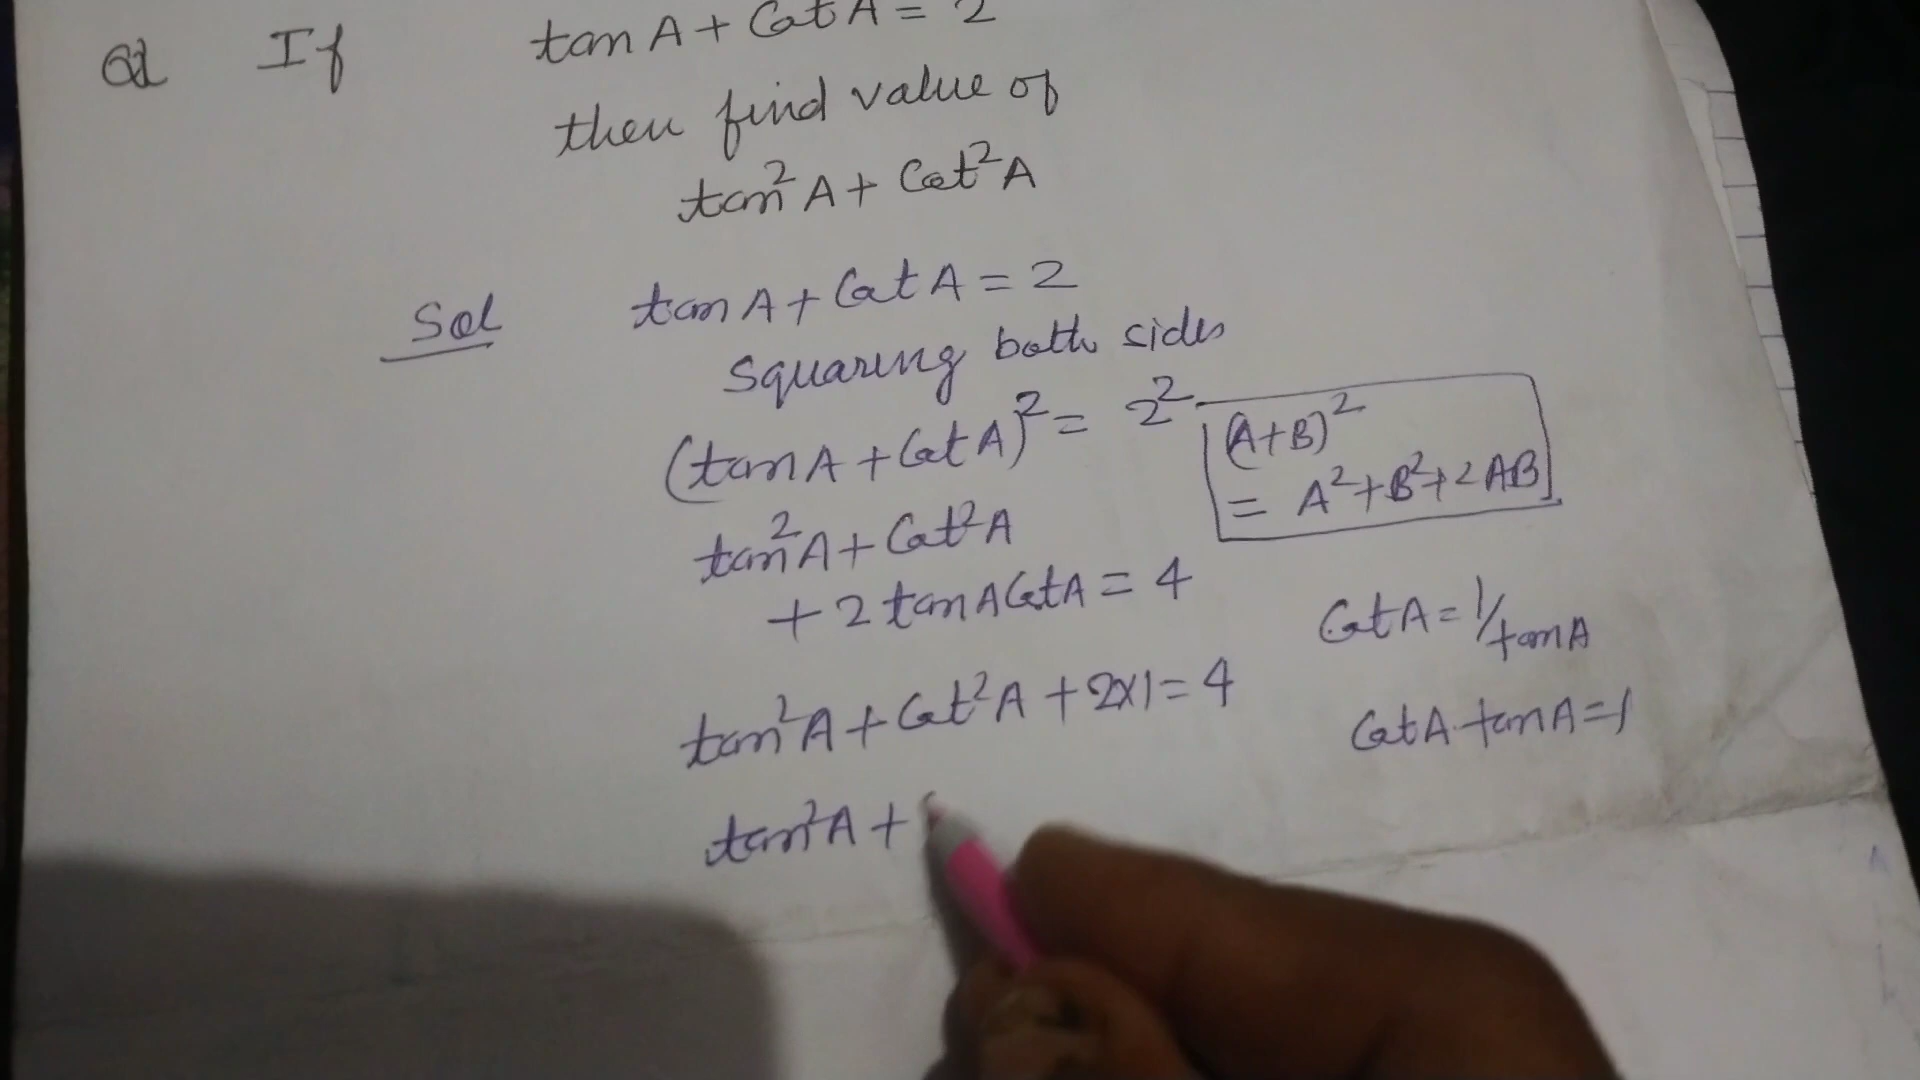 Q1 If tan A + Cot A = 2
then find value of
tan²A + Cot²A
Sol tan A + Cot A = 2
Squaring both sides
(tan A + Cot A)² = 2²
(A+B)²
= A²+B²+2AB
tan²A + Cot²A
+ 2 tan A Cot A = 4
Cot A = 1/tan A
tan²A + Cot²A + 2x1 = 4
Cot A . tan A = 1
tan²A +